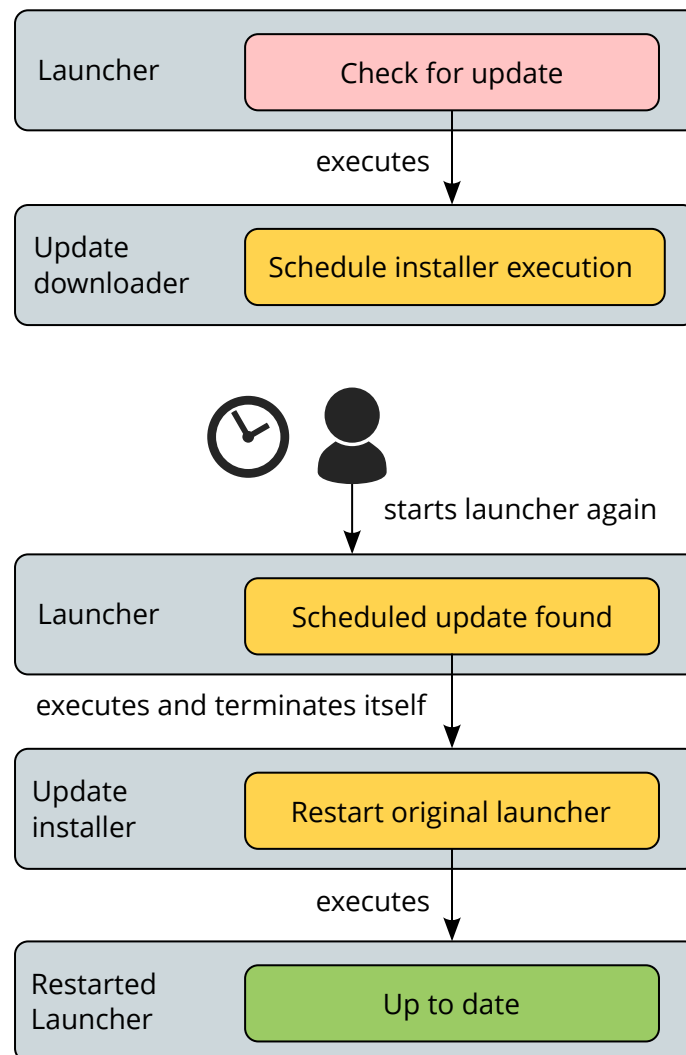 Launcher
Check for update
executes
Update
downloader
Schedule installer execution
starts launcher again
Launcher
Scheduled update found
executes and terminates itself
Update
installer
Restart original launcher
executes
Restarted
Launcher
Up to date